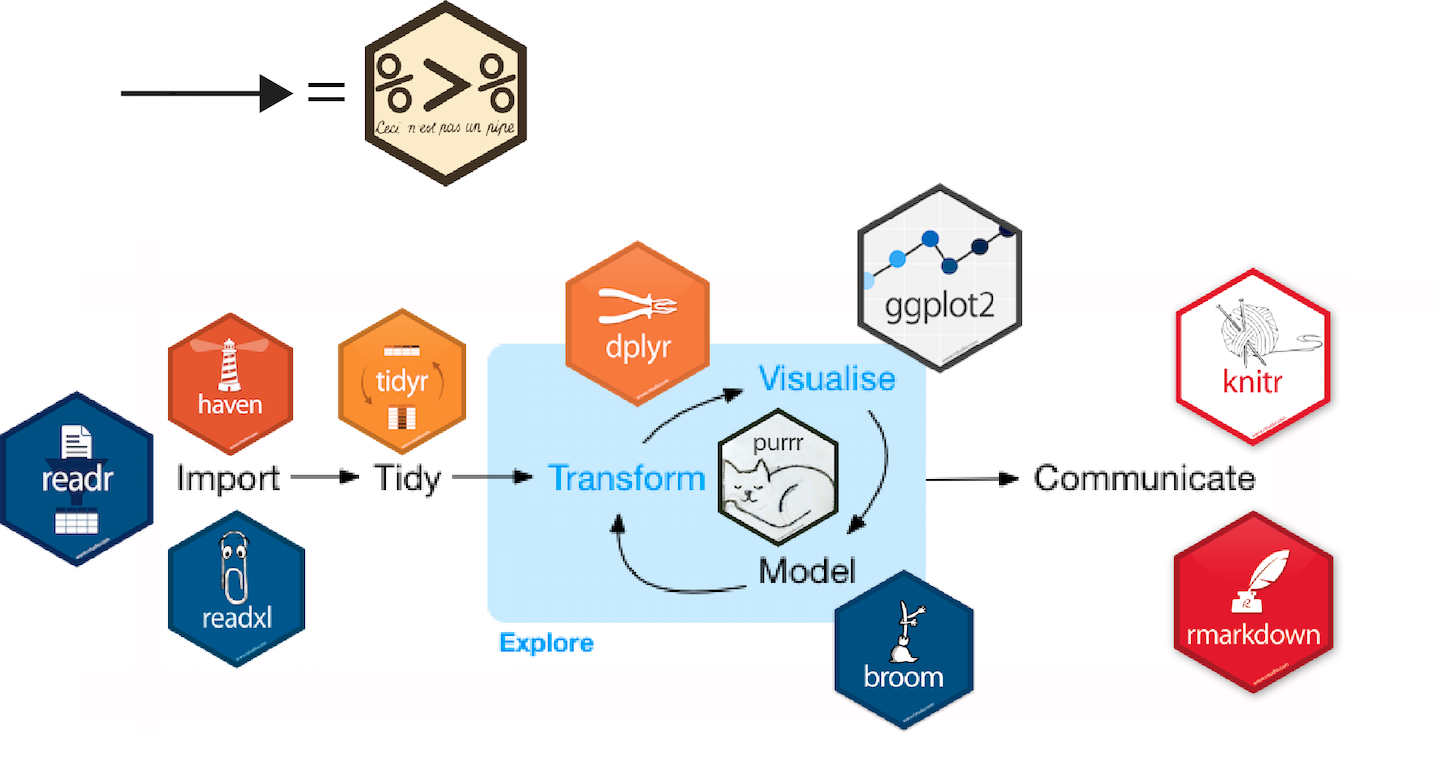 =
%>%
Ceci n'est pas un pipe
ggplot2
dplyr
haven
tidyr
knitr
Visualise
purrr
readr
Import
Tidy
Transform
Communicate
Model
readxl
Explore
broom
rmarkdown